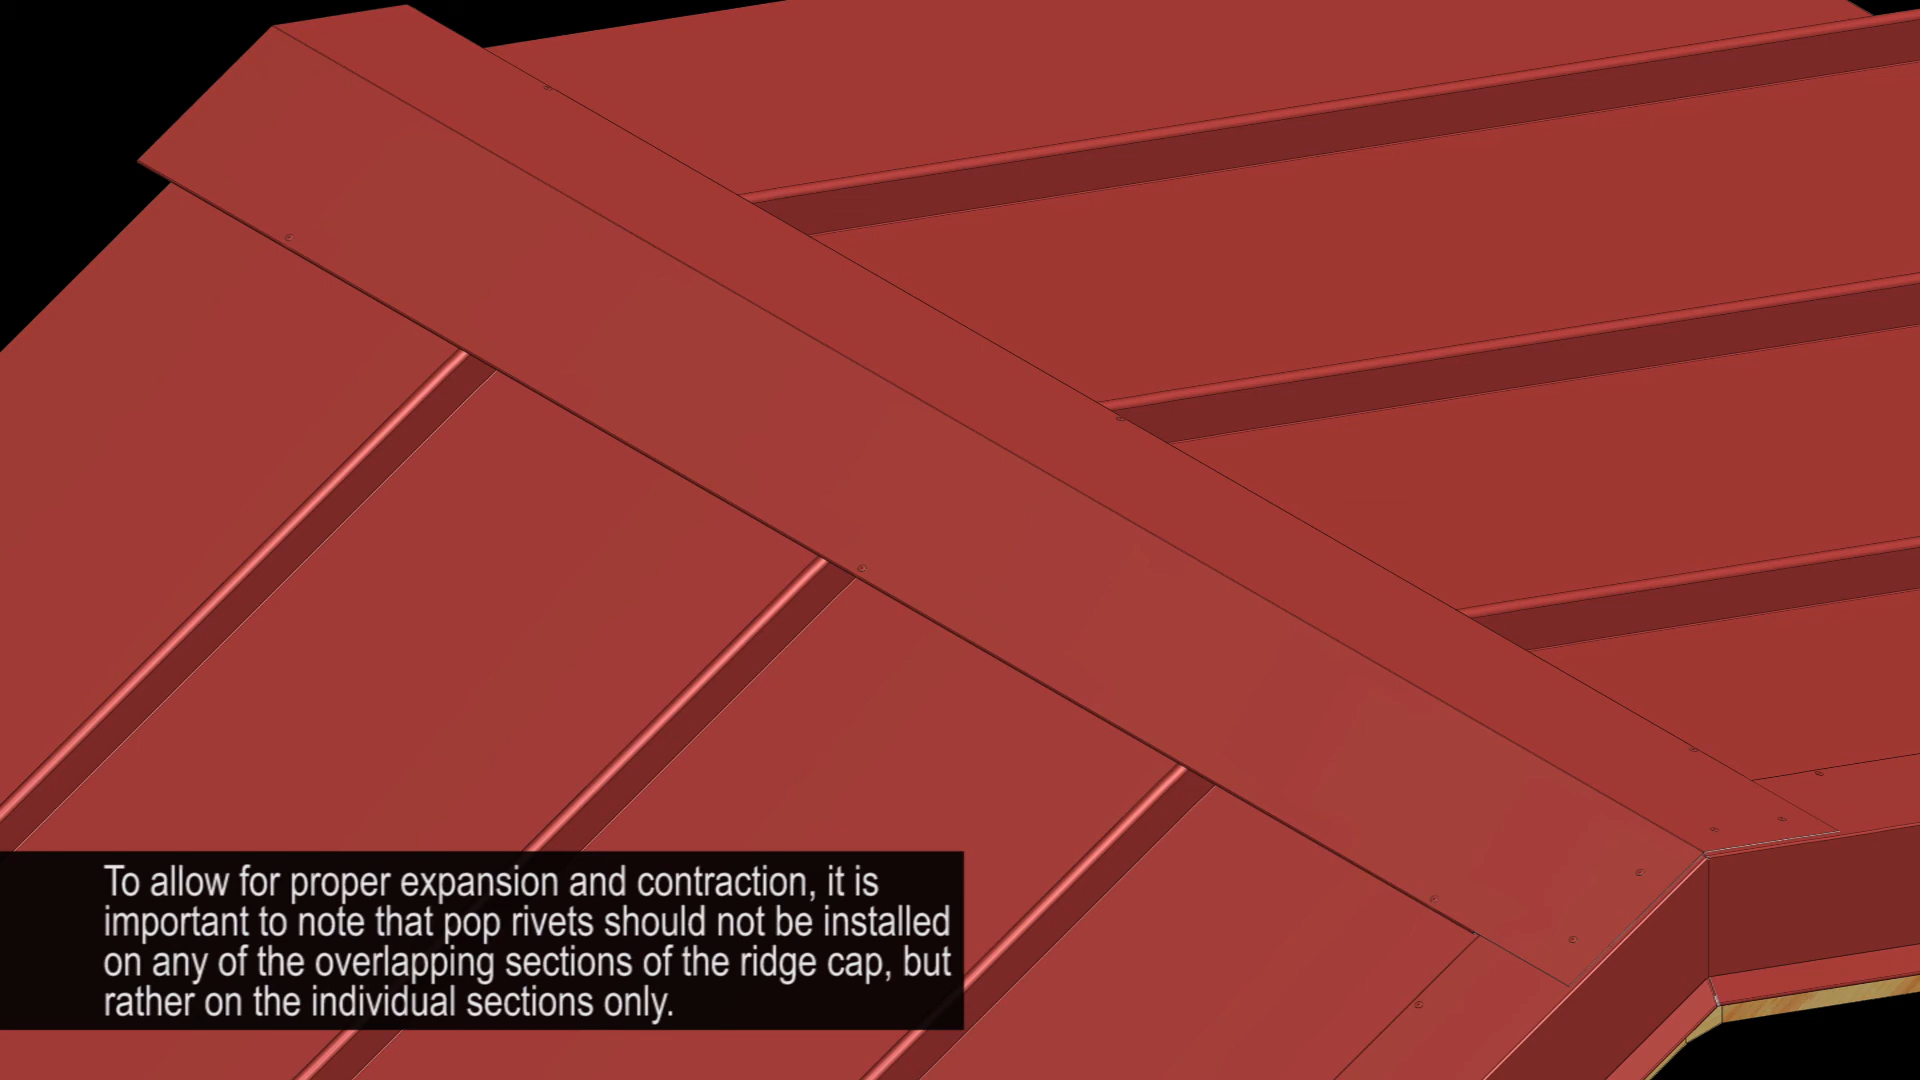 To allow for proper expansion and contraction, it is
important to note that pop rivets should not be installed
on any of the overlapping sections of the ridge cap, but
rather on the individual sections only.